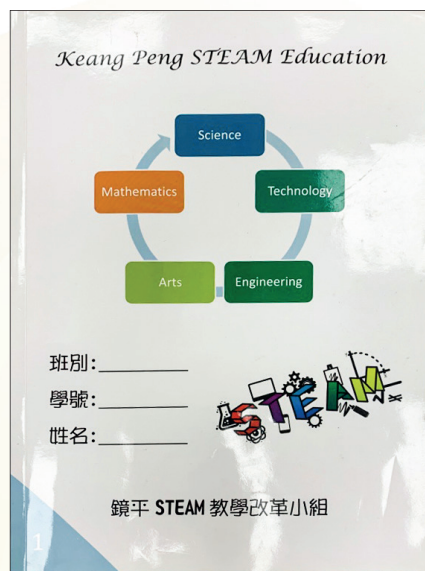 Keang Peng STEAM Education
Science
Mathematics
Technology
Arts
Engineering
班別:
學號:
姓名:
STEAM
鏡平 STEAM 教學改革小組
1